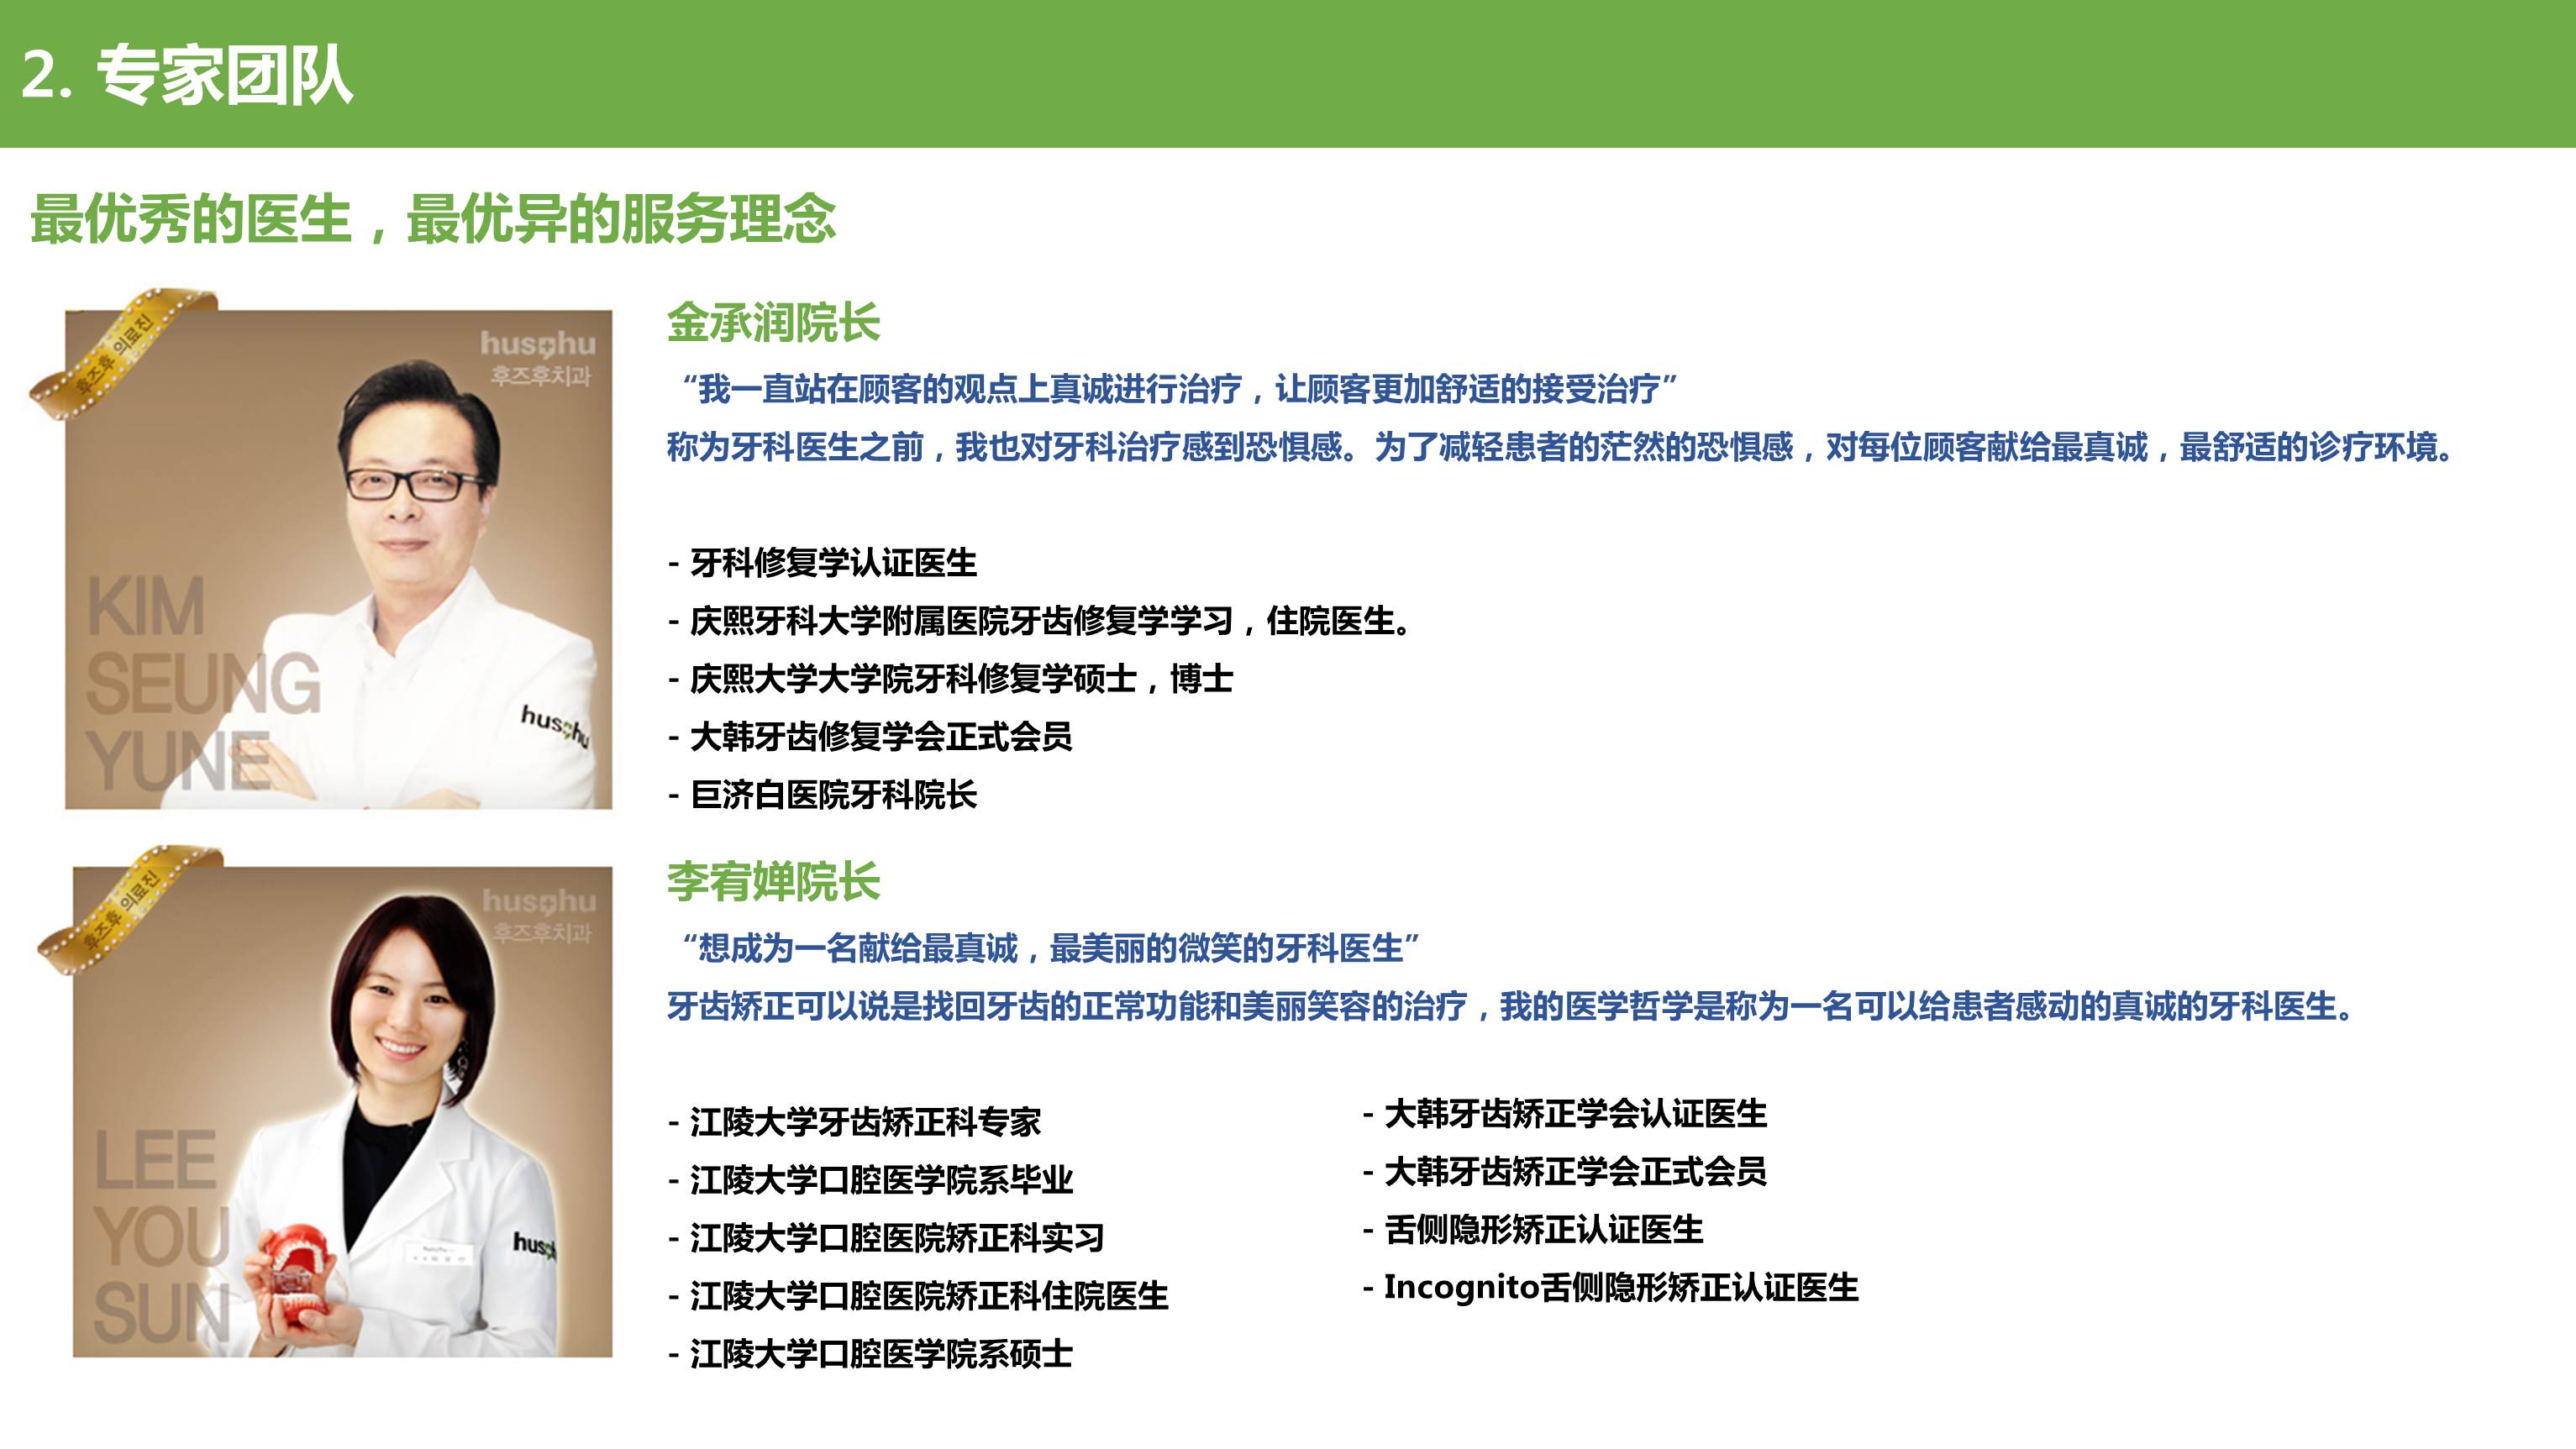 2. 专家团队
最优秀的医生，最优异的服务理念
후즈후 의료진
husphu
후즈후치과
KIM
SEUNG
YUNE
husphu
金承润院长
“我一直站在顾客的观点上真诚进行治疗，让顾客更加舒适的接受治疗”
称为牙科医生之前，我也对牙科治疗感到恐惧感。为了减轻患者的茫然的恐惧感，对每位顾客献给最真诚，最舒适的诊疗环境。
- 牙科修复学认证医生
- 庆熙牙科大学附属医院牙齿修复学学习，住院医生。
- 庆熙大学大学院牙科修复学硕士，博士
- 大韩牙齿修复学会正式会员
- 巨济白医院牙科院长
후즈후 의료진
husphu
후즈후치과
LEE
YOU
SUN
李宥婵院长
“想成为一名献给最真诚，最美丽的微笑的牙科医生”
牙齿矫正可以说是找回牙齿的正常功能和美丽笑容的治疗，我的医学哲学是称为一名可以给患者感动的真诚的牙科医生。
- 江陵大学牙齿矫正科专家
- 江陵大学口腔医学院系毕业
- 江陵大学口腔医院矫正科实习
- 江陵大学口腔医院矫正科住院医生
- 江陵大学口腔医学院系硕士
- 大韩牙齿矫正学会认证医生
- 大韩牙齿矫正学会正式会员
- 舌侧隐形矫正认证医生
- Incognito舌侧隐形矫正认证医生